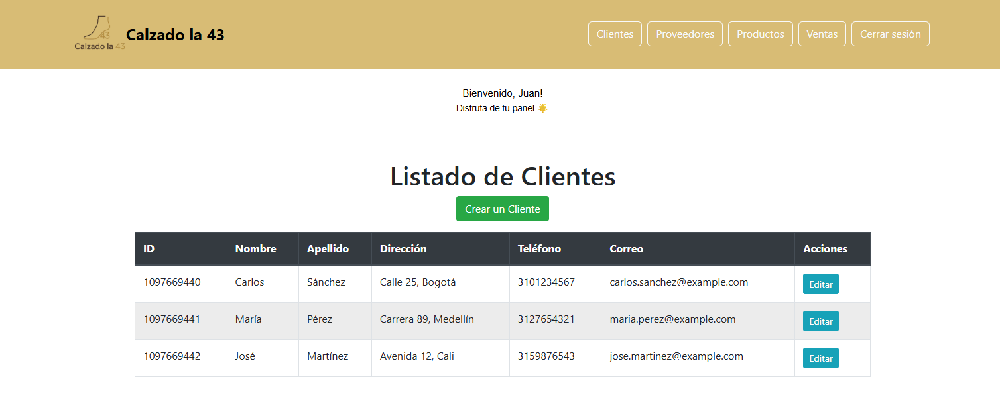 43
Calzado la 43
Calzado la 43
Clientes Proveedores Productos Ventas Cerrar sesión
Bienvenido, Juan!
Disfruta de tu panel 🌟
Listado de Clientes
Crear un Cliente
ID Nombre Apellido Dirección Teléfono Correo Acciones
1097669440 Carlos Sánchez Calle 25, Bogotá 3101234567 carlos.sanchez@example.com Editar
1097669441 María Pérez Carrera 89, Medellín 3127654321 maria.perez@example.com Editar
1097669442 José Martínez Avenida 12, Cali 3159876543 jose.martinez@example.com Editar